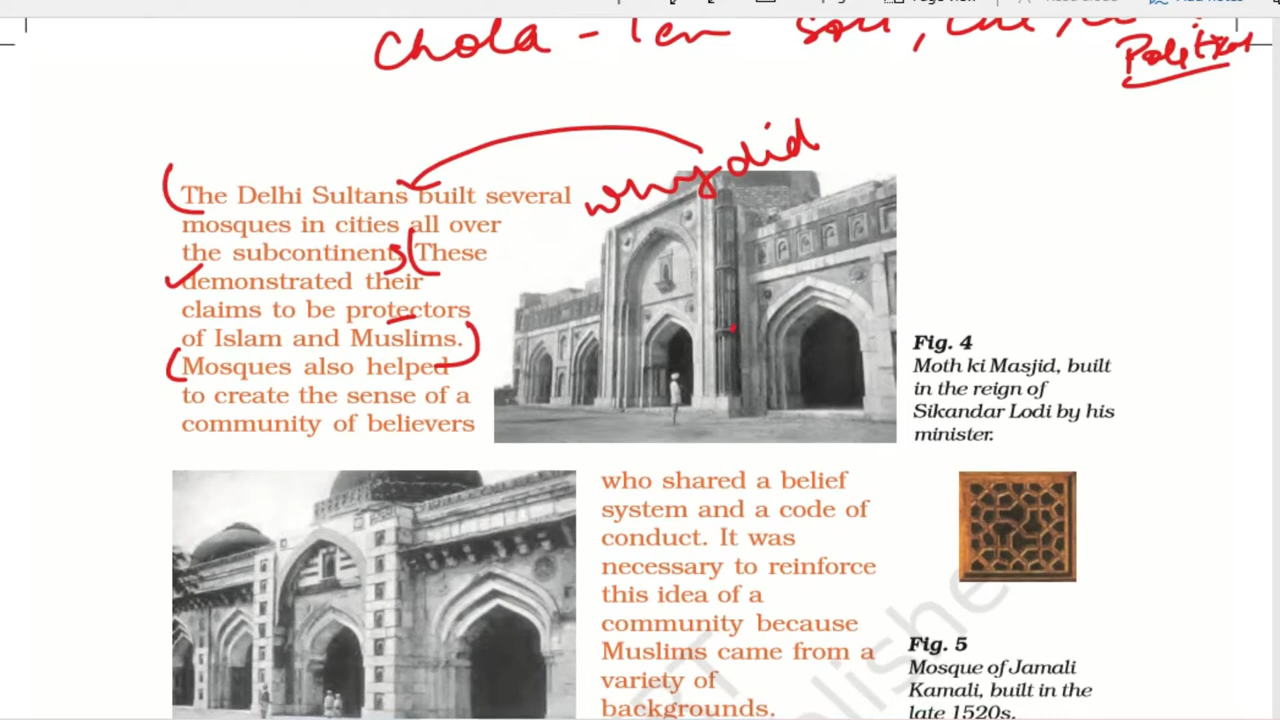 Chola - Ten
Political
why did
The Delhi Sultans built several
mosques in cities all over
the subcontinent. These
demonstrated their
claims to be protectors
of Islam and Muslims.
Mosques also helped
to create the sense of a
community of believers
Fig. 4
Moth ki Masjid, built
in the reign of
Sikandar Lodi by his
minister.
who shared a belief
system and a code of
conduct. It was
necessary to reinforce
this idea of a
community because
Muslims came from a
variety of
backgrounds.
Fig. 5
Mosque of Jamali
Kamali, built in the
late 1520s.